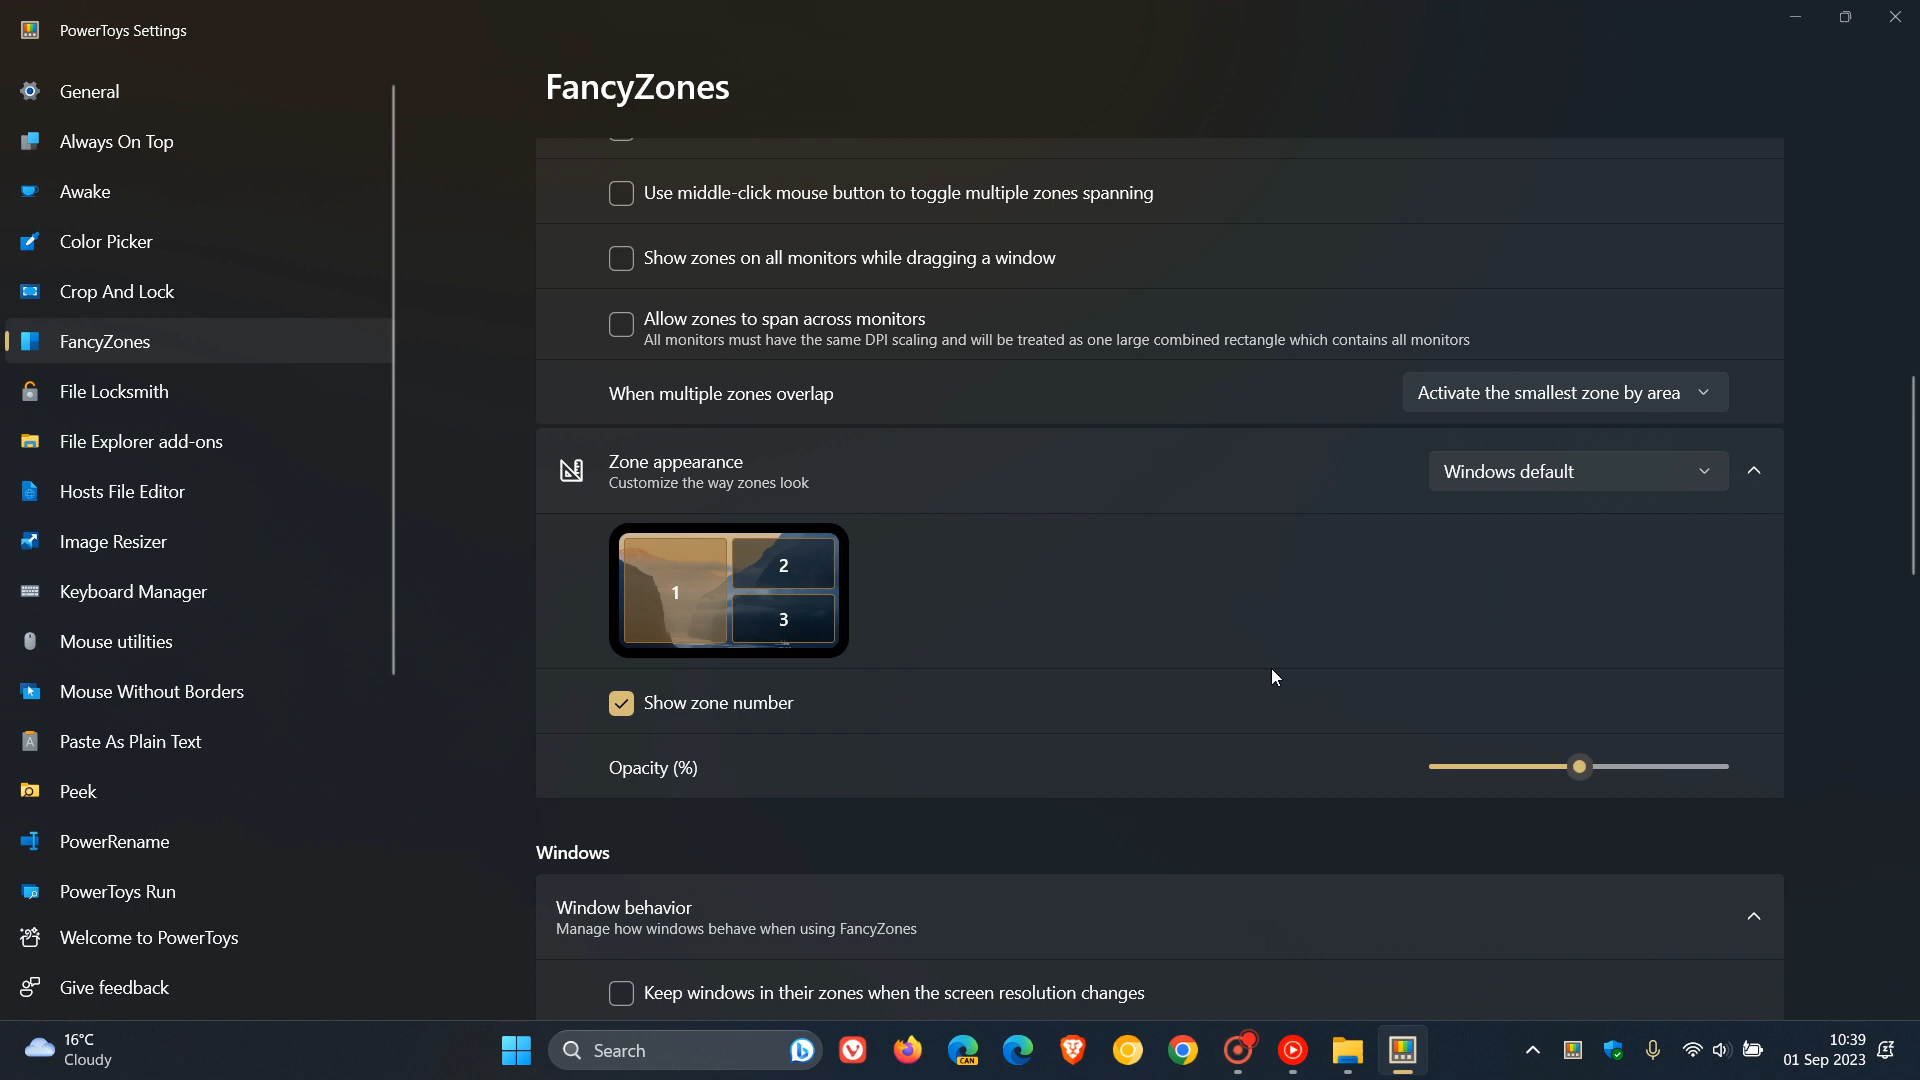 PowerToys Settings
General
Always On Top
Awake
Color Picker
Crop And Lock
FancyZones
File Locksmith
File Explorer add-ons
Hosts File Editor
Image Resizer
Keyboard Manager
Mouse utilities
Mouse Without Borders
Paste As Plain Text
Peek
PowerRename
PowerToys Run
Welcome to PowerToys
Give feedback
FancyZones
Use middle-click mouse button to toggle multiple zones spanning
Show zones on all monitors while dragging a window
Allow zones to span across monitors
All monitors must have the same DPI scaling and will be treated as one large combined rectangle which contains all monitors
When multiple zones overlap
Activate the smallest zone by area
Zone appearance
Customize the way zones look
Windows default
1
2
3
Show zone number
Opacity (%)
Windows
Window behavior
Manage how windows behave when using FancyZones
Keep windows in their zones when the screen resolution changes
16°C
Cloudy
Search
CAN
10:39
01 Sep 2023